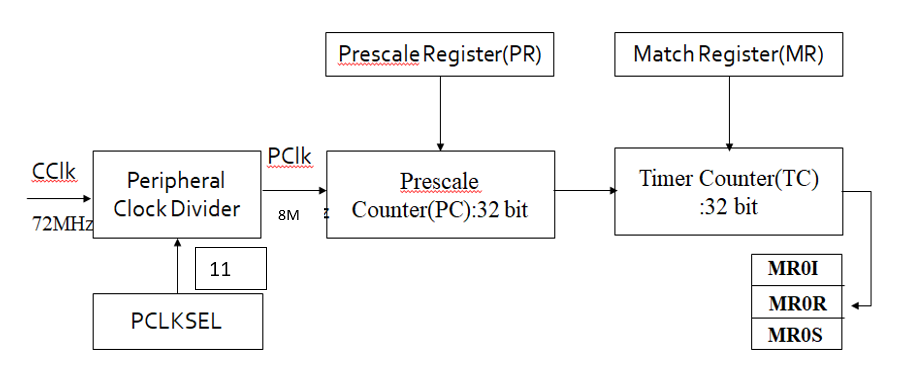 Prescale Register(PR)
Match Register(MR)
CClk
72MHz
Peripheral
Clock Divider
PClk
8M
z
Prescale
Counter(PC):32 bit
Timer Counter(TC)
:32 bit
11
PCLKSEL
MR0I
MR0R
MR0S